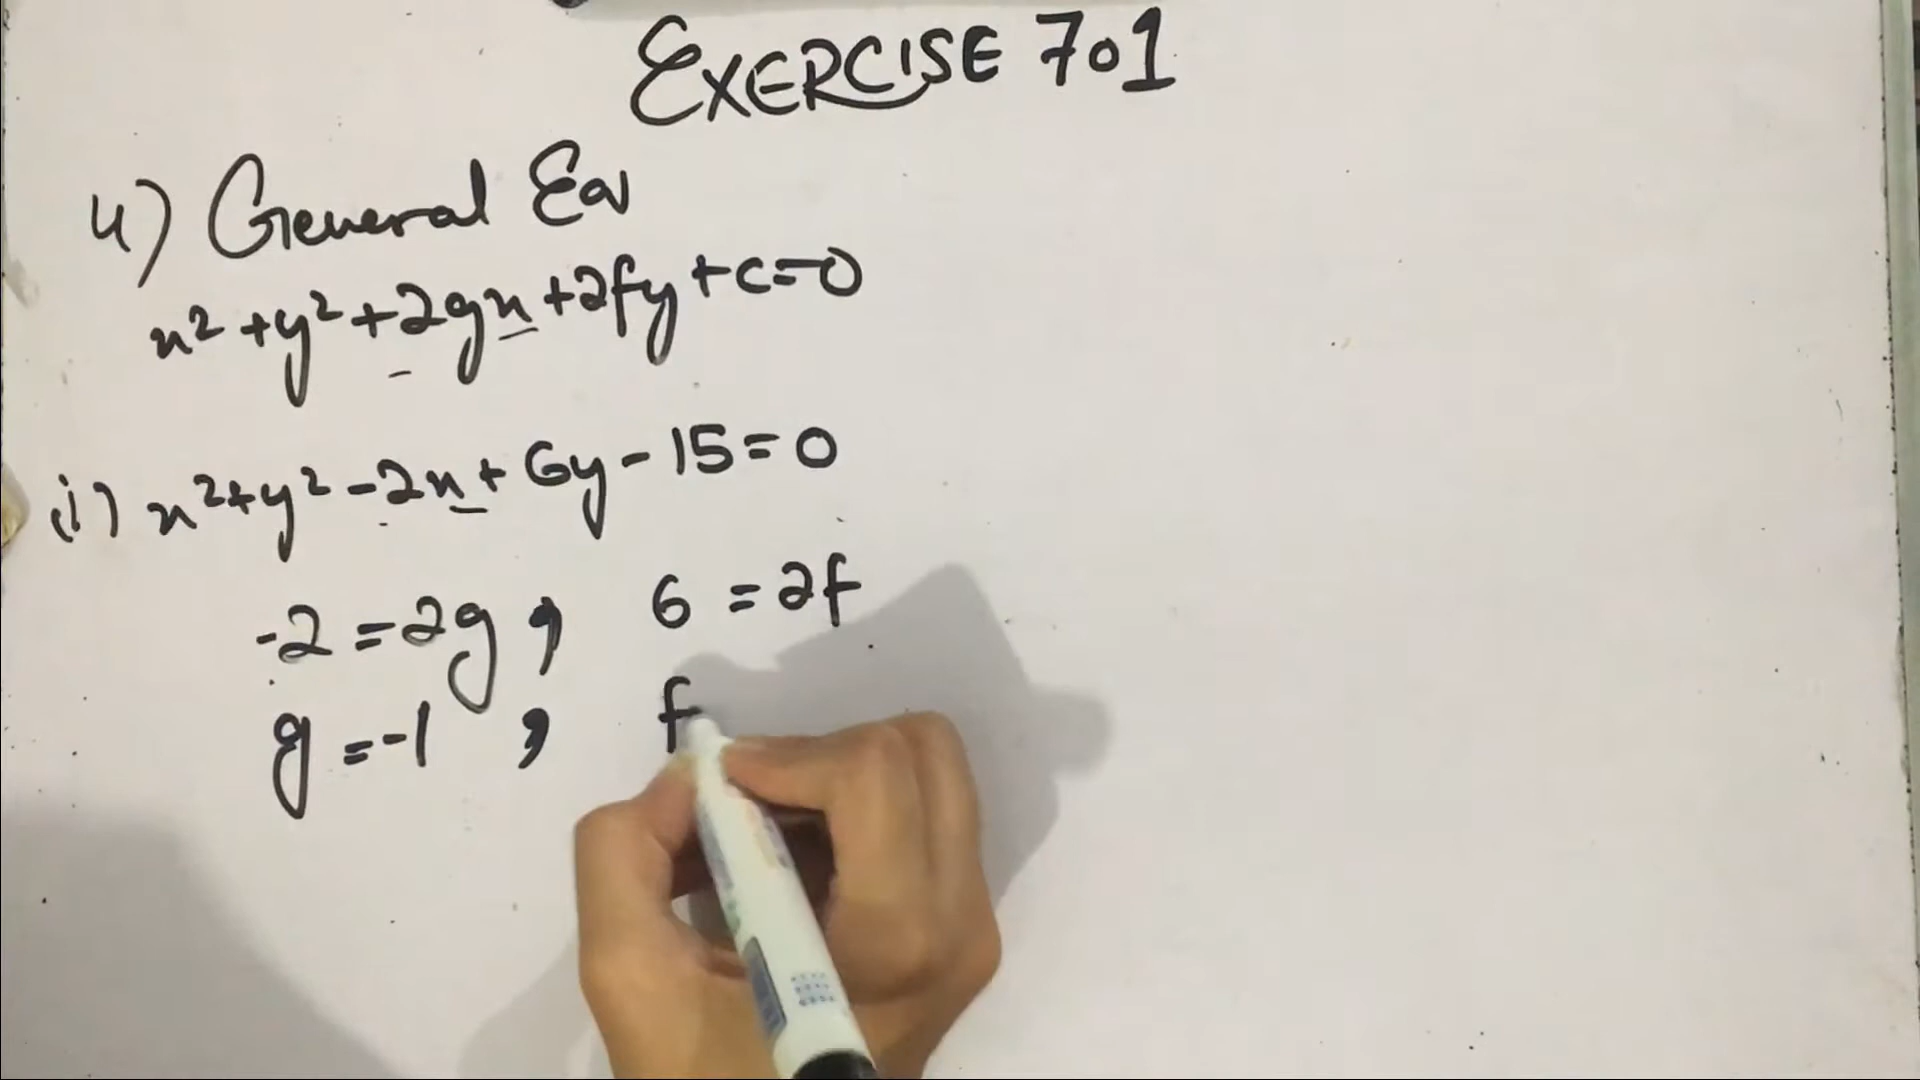 EXERCISE 7.1
4) General Eq
x² + y² + 2gx + 2fy + c = 0
(i) x² + y² - 2x + 6y - 15 = 0
-2 = 2g , 6 = 2f
g = -1 , f